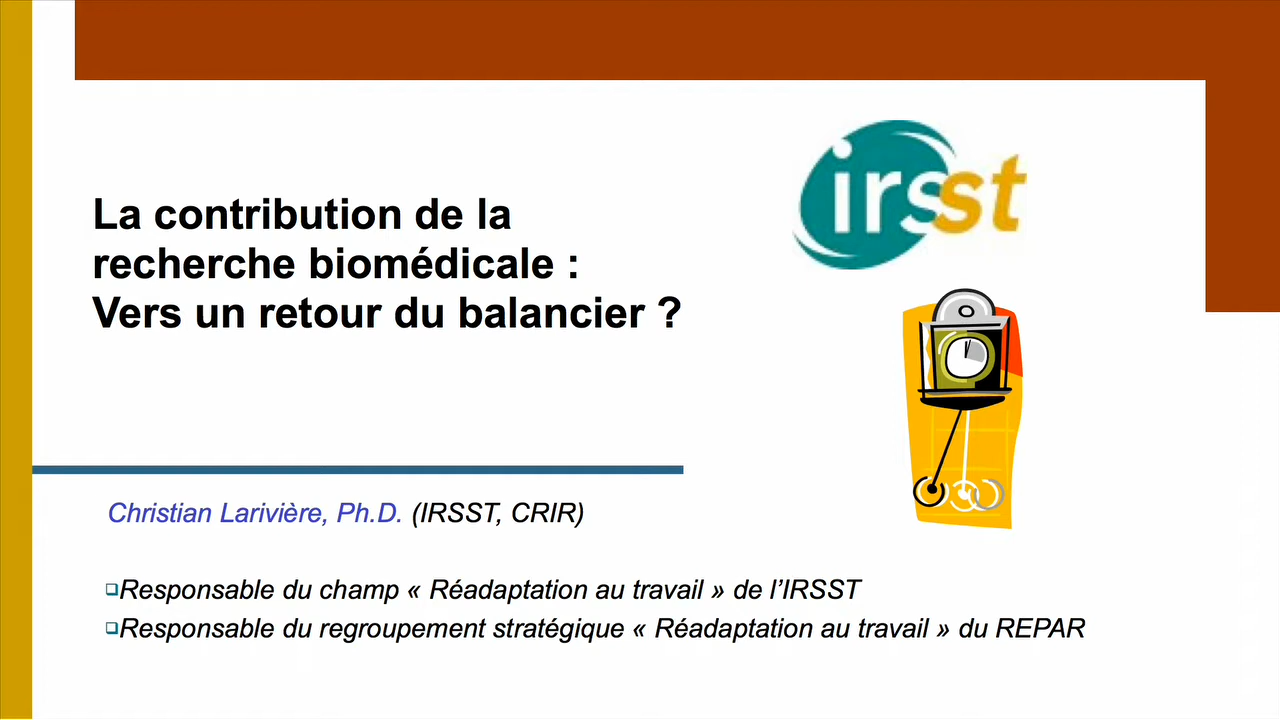 irsst
La contribution de la
recherche biomédicale :
Vers un retour du balancier ?
Christian Larivière, Ph.D. (IRSST, CRIR)
❑Responsable du champ « Réadaptation au travail » de l’IRSST
❑Responsable du regroupement stratégique « Réadaptation au travail » du REPAR